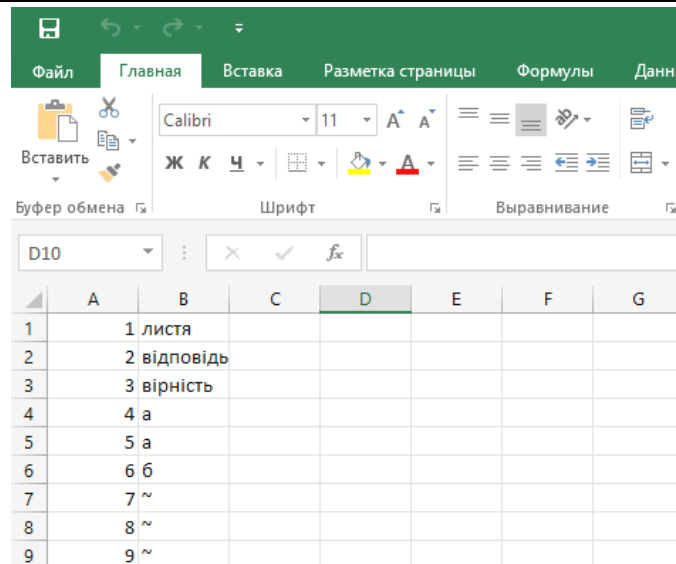 Файл Главная Вставка Разметка страницы Формулы Данн
Вставить Calibri 11 А А
Ж К Ч А
Буфер обмена Шрифт Выравнивание
D10 fx
A B C D E F G
1 1 листя
2 2 відповідь
3 3 вірність
4 4 а
5 5 а
6 6 б
7 7 ~
8 8 ~
9 9 ~